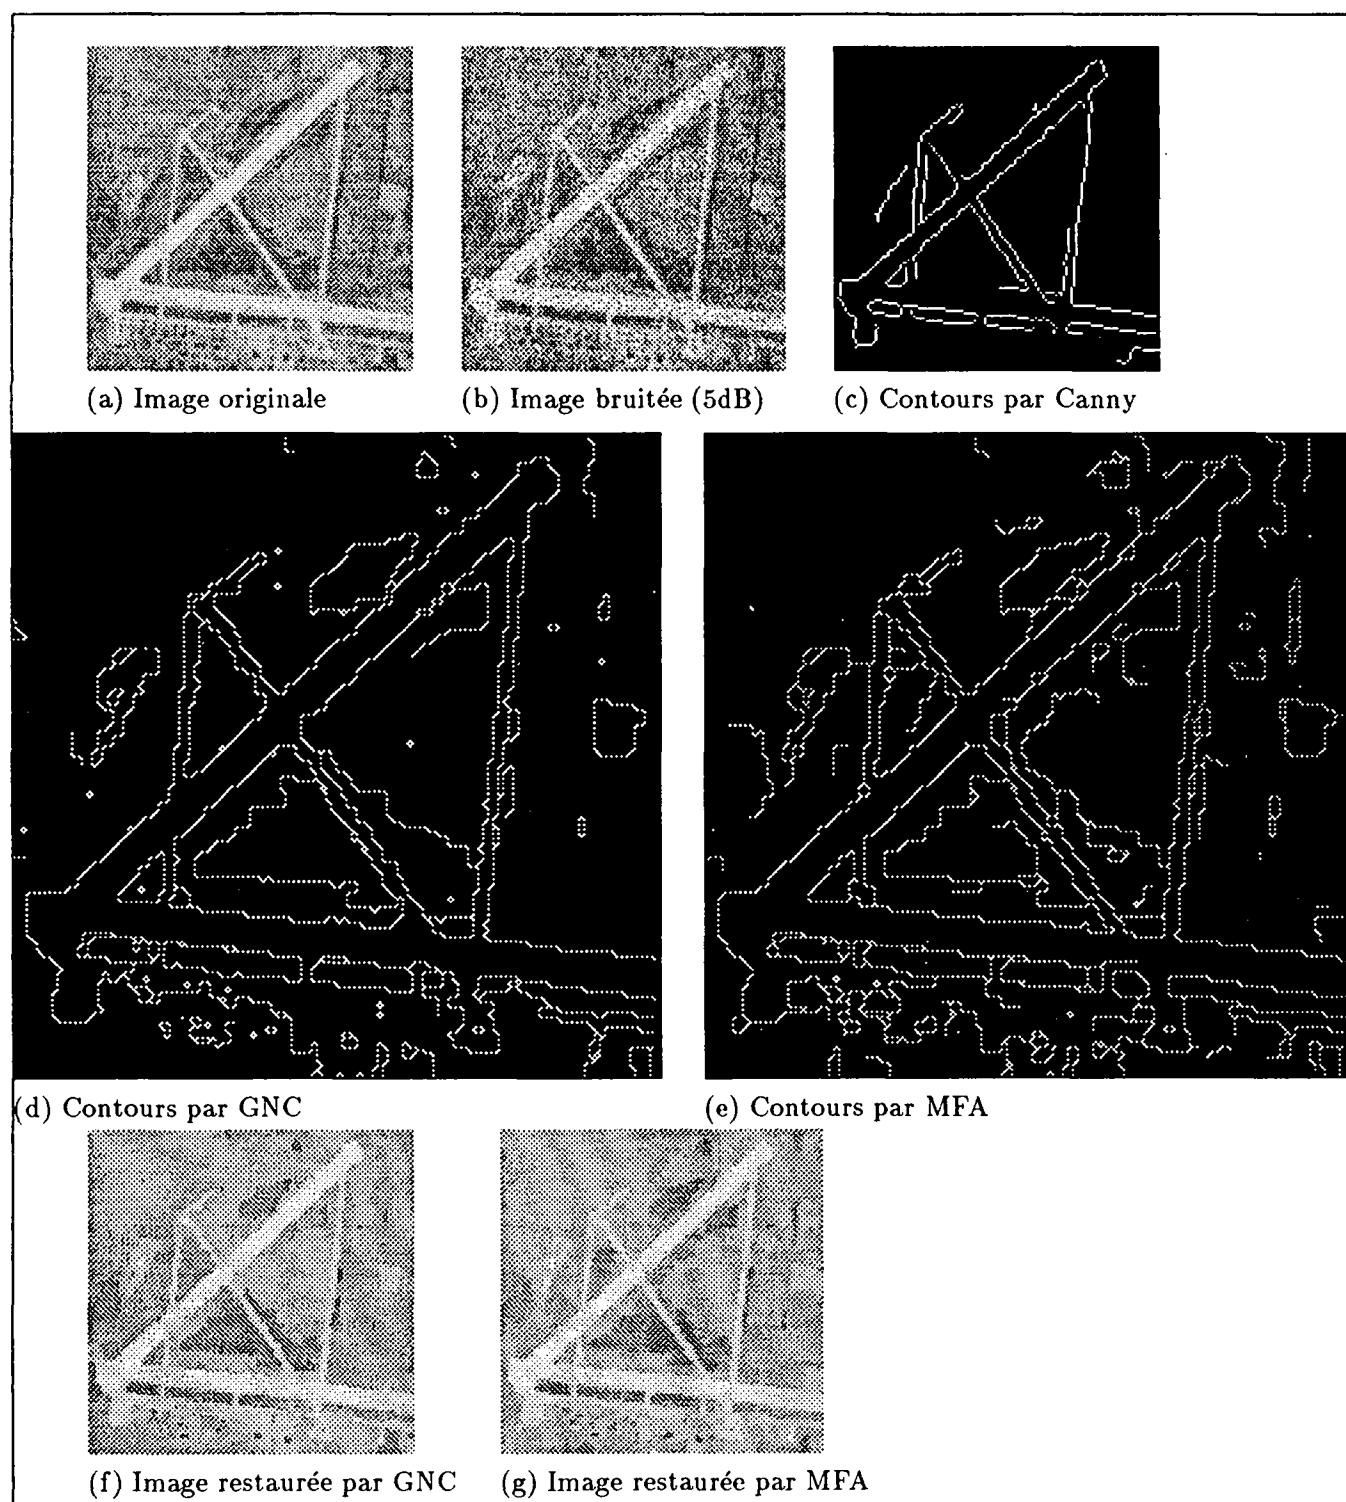 (a) Image originale
(b) Image bruitée (5dB)
(c) Contours par Canny
(d) Contours par GNC
(e) Contours par MFA
(f) Image restaurée par GNC
(g) Image restaurée par MFA